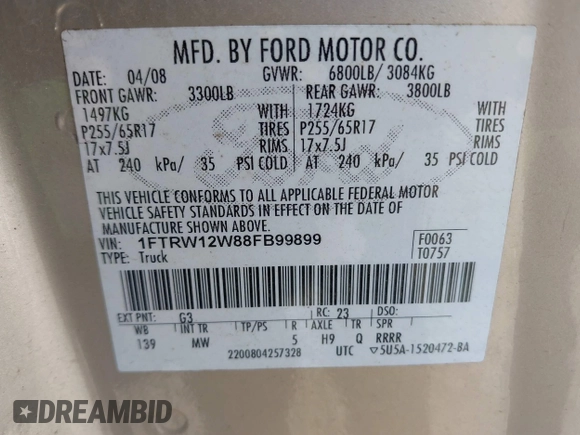 MFD. BY FORD MOTOR CO.
DATE: 04/08 GVWR: 6800LB/ 3084KG
FRONT GAWR: 3300LB REAR GAWR: 3800LB
1497KG WITH 1724KG WITH
P255/65R17 TIRES P255/65R17 TIRES
17x7.5J RIMS 17x7.5J RIMS
AT 240 kPa/ 35 PSI COLD AT 240 kPa/ 35 PSI COLD
THIS VEHICLE CONFORMS TO ALL APPLICABLE FEDERAL MOTOR
VEHICLE SAFETY STANDARDS IN EFFECT ON THE DATE OF
MANUFACTURE SHOWN ABOVE.
VIN: 1FTRW12W88FB99899 F0063
TYPE: Truck T0757
EXT PNT: G3 RC: 23 DSO:
WB INT TR TP/PS R AXLE TR SPR
139 MW 5 H9 Q RRRR
2200804257328 UTC ▽5U5A-1520472-BA
DREAMBID